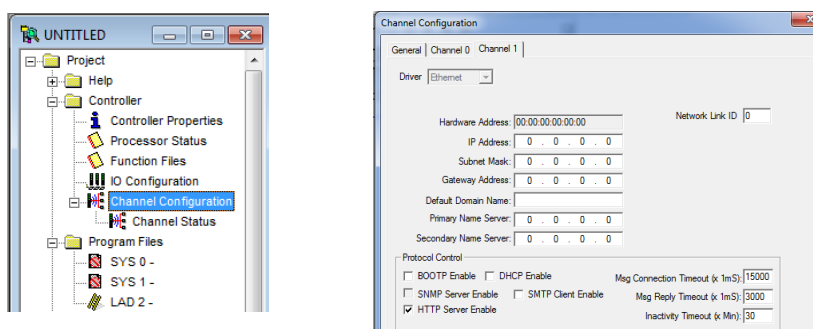 UNTITLED
Project
Help
Controller
Controller Properties
Processor Status
Function Files
IO Configuration
Channel Configuration
Channel Status
Program Files
SYS 0 -
SYS 1 -
LAD 2 -
Channel Configuration
General Channel 0 Channel 1
Driver Ethernet
Hardware Address: 00:00:00:00:00:00 Network Link ID 0
IP Address: 0 . 0 . 0 . 0
Subnet Mask: 0 . 0 . 0 . 0
Gateway Address: 0 . 0 . 0 . 0
Default Domain Name:
Primary Name Server: 0 . 0 . 0 . 0
Secondary Name Server: 0 . 0 . 0 . 0
Protocol Control
BOOTP Enable DHCP Enable Msg Connection Timeout (x 1mS): 15000
SNMP Server Enable SMTP Client Enable Msg Reply Timeout (x 1mS): 3000
HTTP Server Enable Inactivity Timeout (x Min): 30